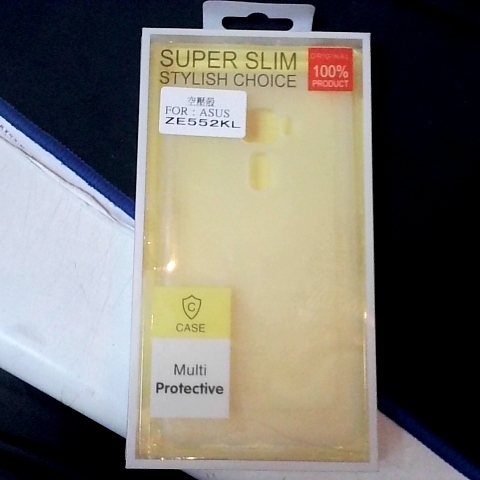 SUPER SLIM
STYLISH CHOICE
ORIGINAL
100%
PRODUCT
空壓殼
FOR : ASUS
ZE552KL
C
CASE
Multi
Protective